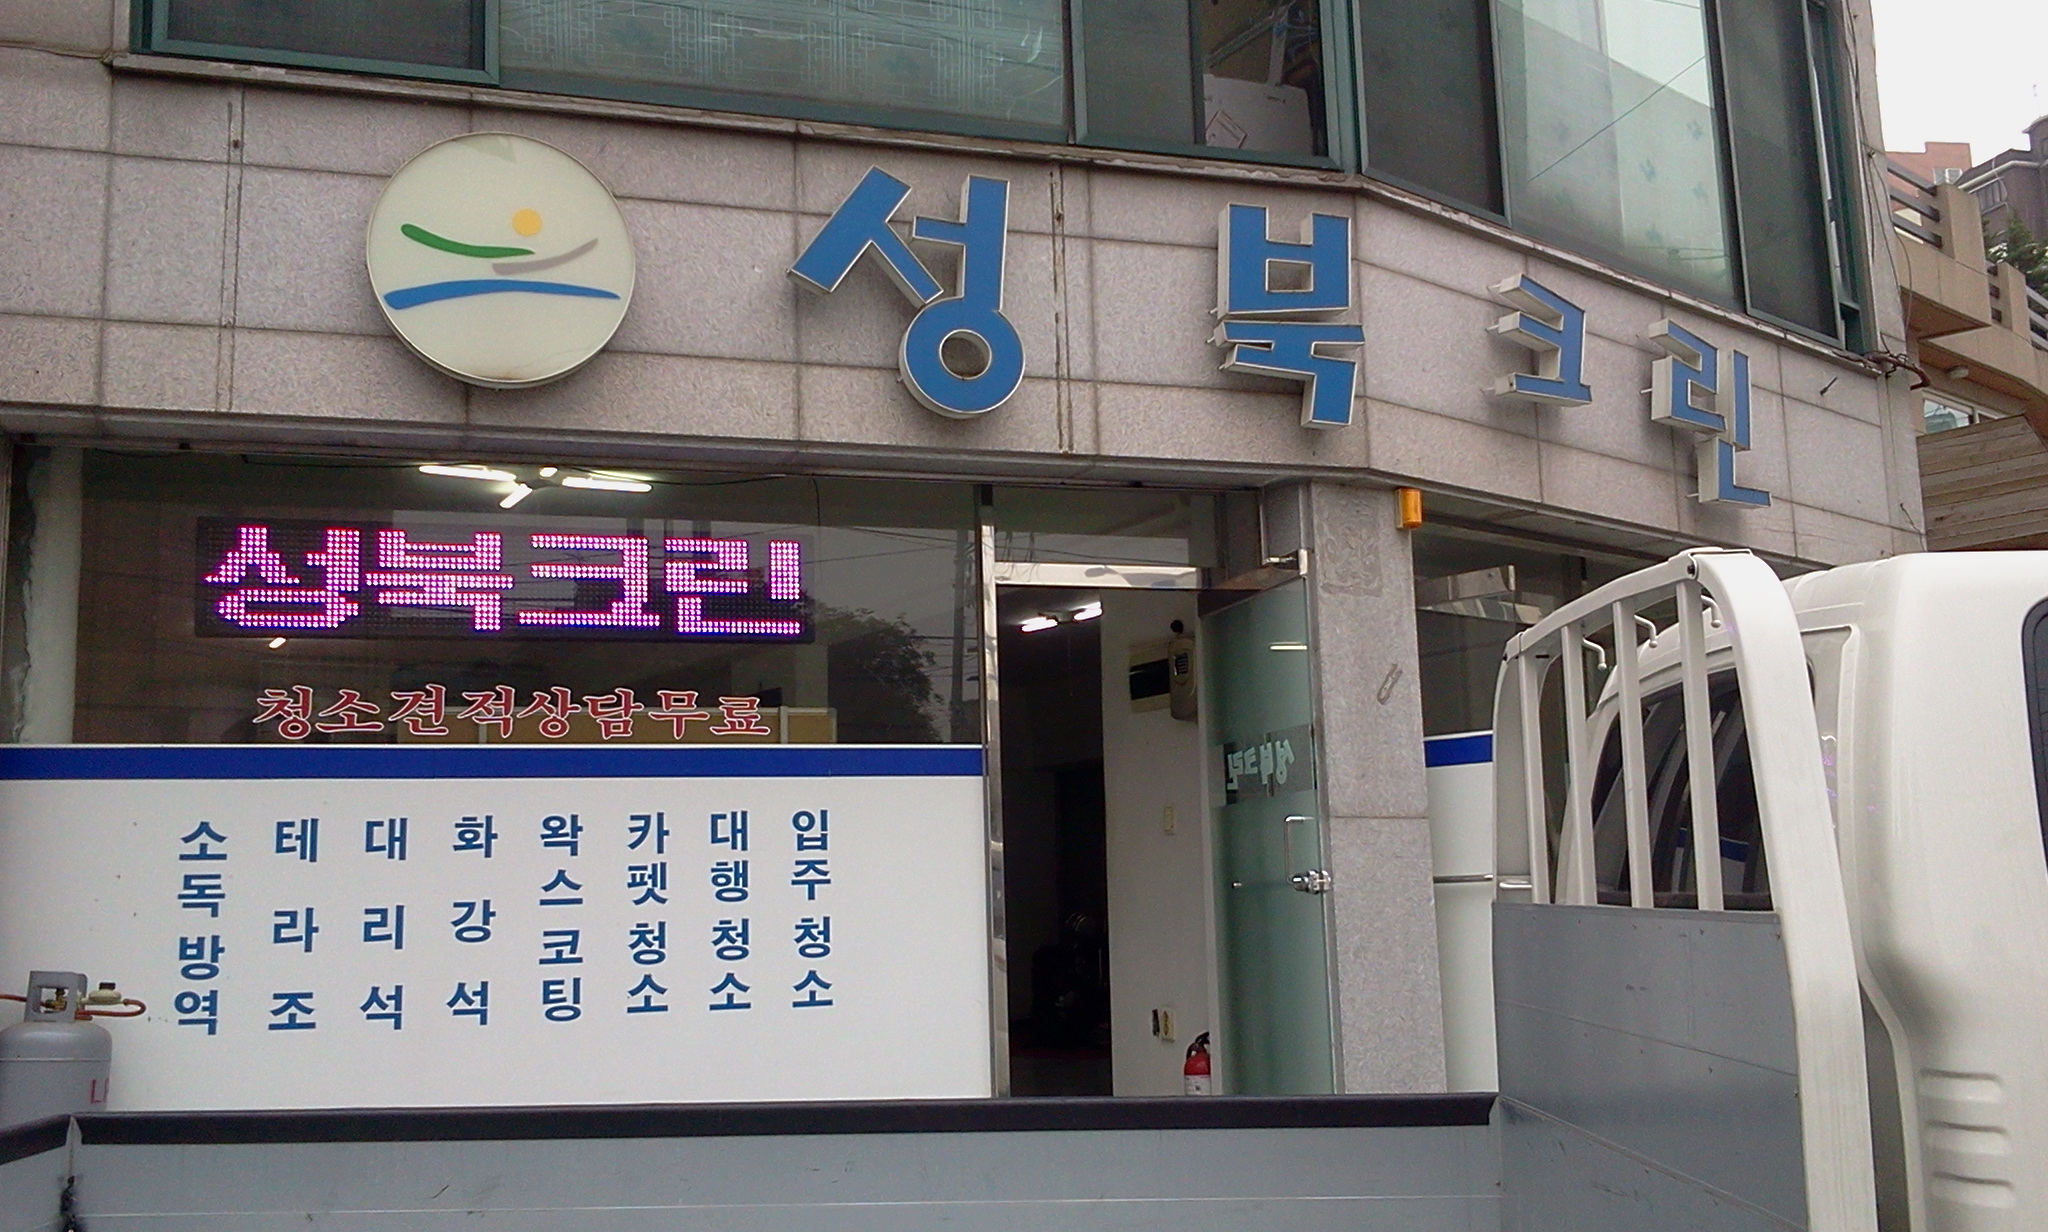 성북크린
성북크린
청소견적상담무료
소독방역
테라조
대리석
화강석
왁스코팅
카펫청소
대행청소
입주청소
성북크린